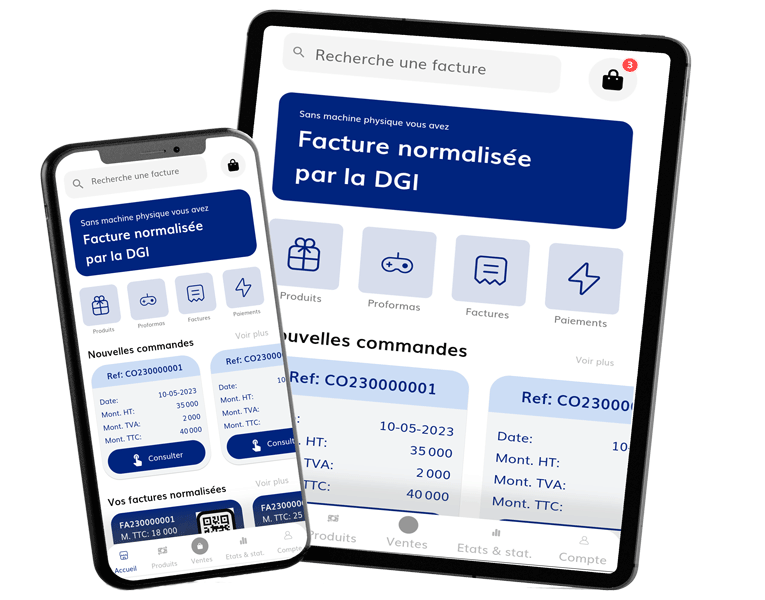 Recherche une facture
Sans machine physique vous avez
Facture normalisée
par la DGI
Produits
Proformas
Factures
Paiements
Nouvelles commandes
Voir plus
Ref: CO230000001
Date:
10-05-2023
Mont. HT:
35 000
Mont. TVA:
2 000
Mont. TTC:
40 000
Consulter
Ref: CO2300
Date:
10
Mont. HT:
Mont. TVA:
Mont. TTC:
Consult
Vos factures normalisées
Voir plus
FA230000001
M. TTC: 18 000
FA23000
M. TTC: 25
Accueil
Produits
Ventes
Etats & stat.
Compte
Recherche une facture
3
Sans machine physique vous avez
Facture normalisée
par la DGI
Produits
Proformas
Factures
Paiements
ouvelles commandes
Voir plus
Ref: CO230000001
:
10-05-2023
. HT:
35 000
TVA:
2 000
TTC:
40 000
Ref: CO23000
Date:
10-
Mont. HT:
Mont. TVA:
Mont. TTC:
Produits
Ventes
Etats & stat.
Compte